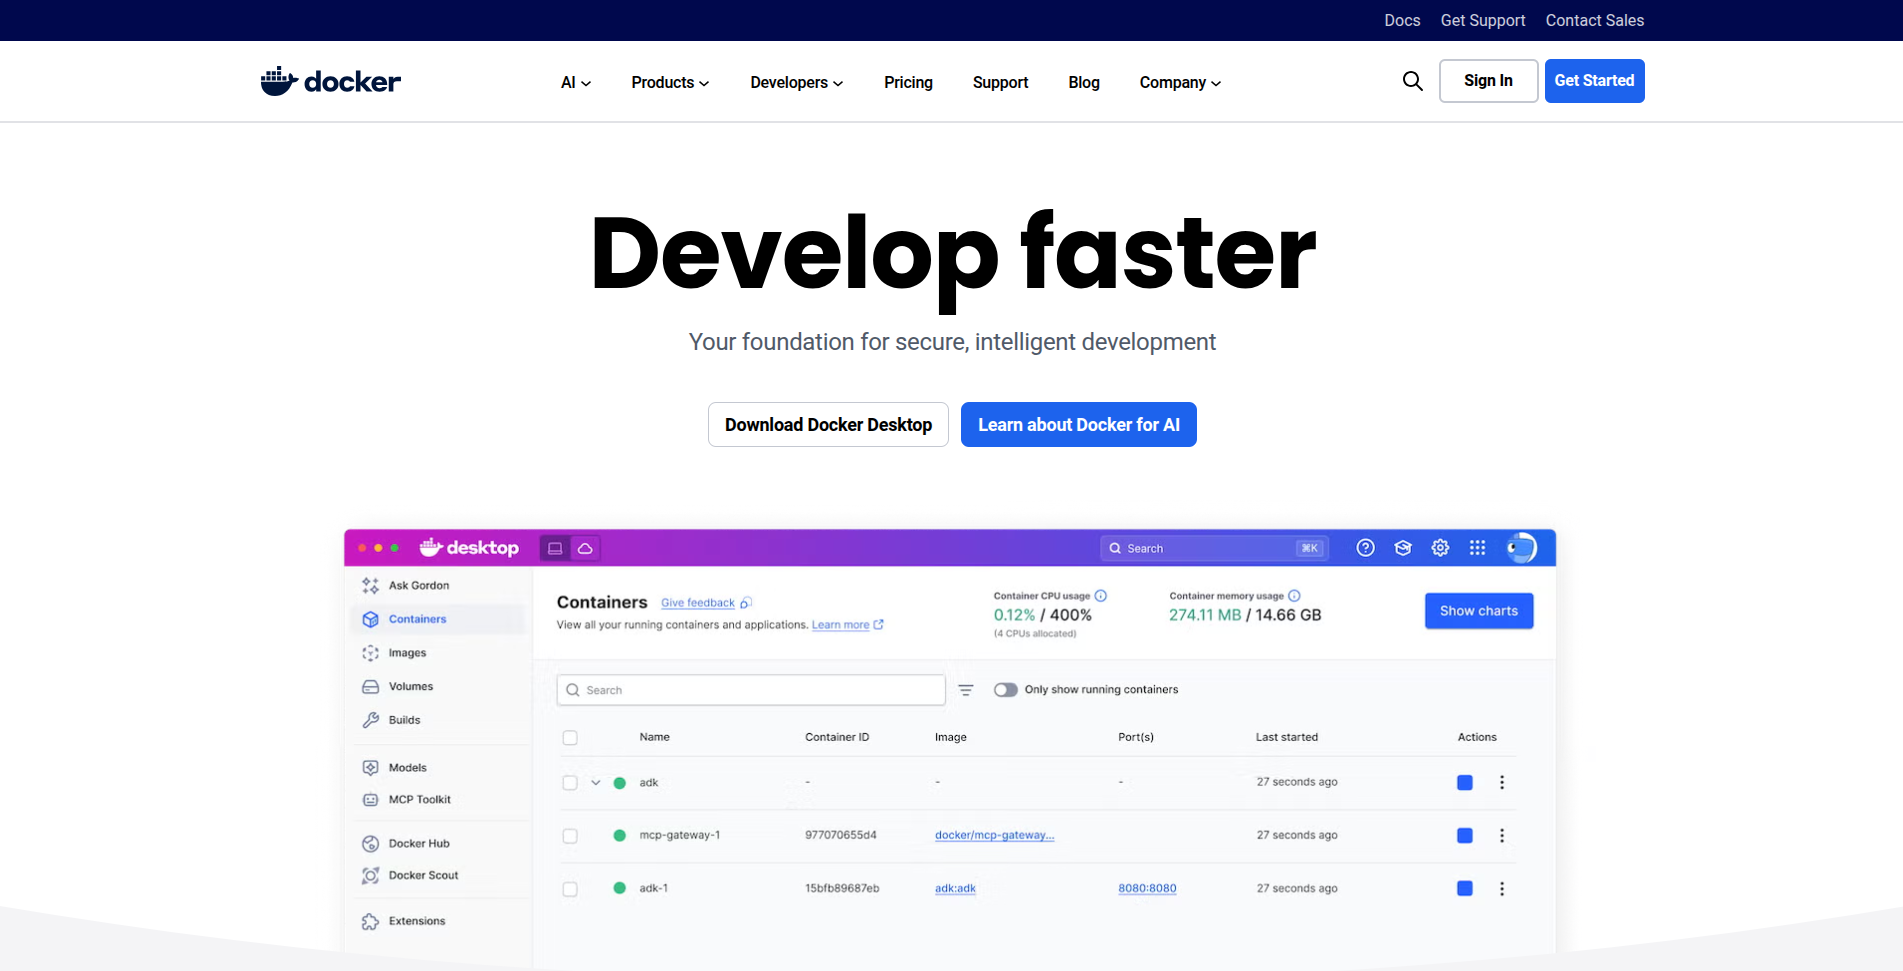 Docs Get Support Contact Sales
docker AI Products Developers Pricing Support Blog Company Sign In Get Started
Develop faster
Your foundation for secure, intelligent development
Download Docker Desktop Learn about Docker for AI
desktop Search ⌘K
Ask Gordon
Containers
Images
Volumes
Builds
Models
MCP Toolkit
Docker Hub
Docker Scout
Extensions
Containers Give feedback
View all your running containers and applications. Learn more
Container CPU usage
0.12% / 400%
(4 CPUs allocated)
Container memory usage
274.11 MB / 14.66 GB
Show charts
Search Only show running containers
Name Container ID Image Port(s) Last started Actions
adk - - - 27 seconds ago
mcp-gateway-1 977070655d4 docker/mcp-gateway... 27 seconds ago
adk-1 15bfb89687eb adk:adk 8080:8080 27 seconds ago